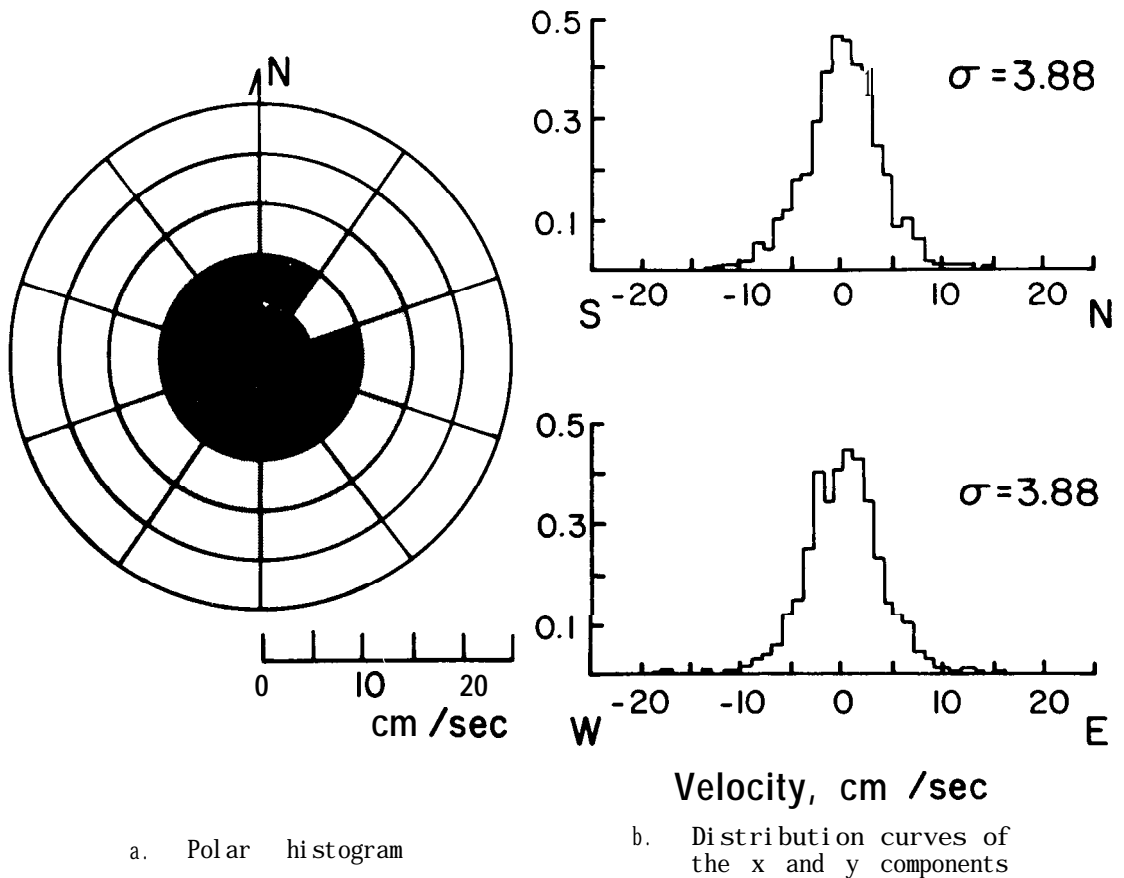 N
0 10 20
cm /sec
a. Polar histogram
0.5
0.3
0.1
σ = 3.88
S -20 -10 0 10 20 N
0.5
0.3
0.1
σ = 3.88
W -20 -10 0 10 20 E
Velocity, cm /sec
b. Distribution curves of
the x and y components